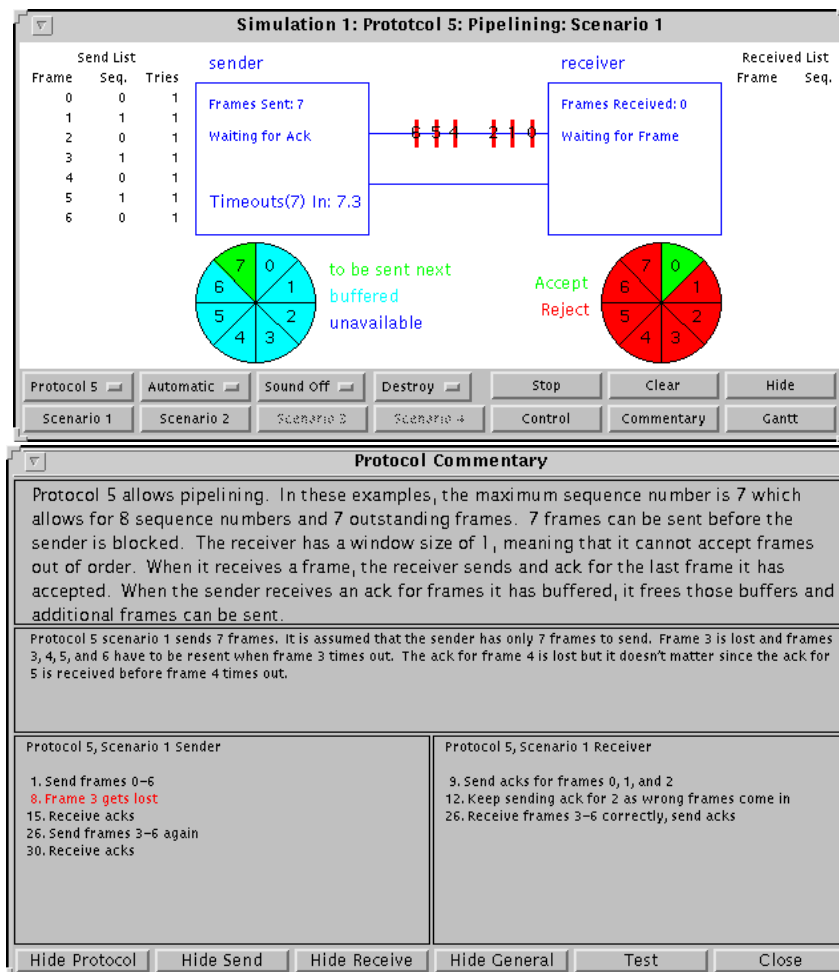 Simulation 1: Prototcol 5: Pipelining: Scenario 1
Send List
Frame Seq. Tries
0 0 1
1 1 1
2 0 1
3 1 1
4 0 1
5 1 1
6 0 1
sender
Frames Sent: 7
Waiting for Ack
Timeouts(7) In: 7.3
6 5 4 2 1 0
receiver
Frames Received: 0
Waiting for Frame
Received List
Frame Seq.
7 0
6 1
5 2
4 3
to be sent next
buffered
unavailable
Accept
Reject
7 0
6 1
5 2
4 3
Protocol 5 Automatic Sound Off Destroy Stop Clear Hide
Scenario 1 Scenario 2 Scenario 3 Scenario 4 Control Commentary Gantt
Protocol Commentary
Protocol 5 allows pipelining. In these examples, the maximum sequence number is 7 which
allows for 8 sequence numbers and 7 outstanding frames. 7 frames can be sent before the
sender is blocked. The receiver has a window size of 1, meaning that it cannot accept frames
out of order. When it receives a frame, the receiver sends and ack for the last frame it has
accepted. When the sender receives an ack for frames it has buffered, it frees those buffers and
additional frames can be sent.
Protocol 5 scenario 1 sends 7 frames. It is assumed that the sender has only 7 frames to send. Frame 3 is lost and frames
3, 4, 5, and 6 have to be resent when frame 3 times out. The ack for frame 4 is lost but it doesn't matter since the ack for
5 is received before frame 4 times out.
Protocol 5, Scenario 1 Sender
1. Send frames 0-6
8. Frame 3 gets lost
15. Receive acks
26. Send frames 3-6 again
30. Receive acks
Protocol 5, Scenario 1 Receiver
9. Send acks for frames 0, 1, and 2
12. Keep sending ack for 2 as wrong frames come in
26. Receive frames 3-6 correctly, send acks
Hide Protocol Hide Send Hide Receive Hide General Test Close